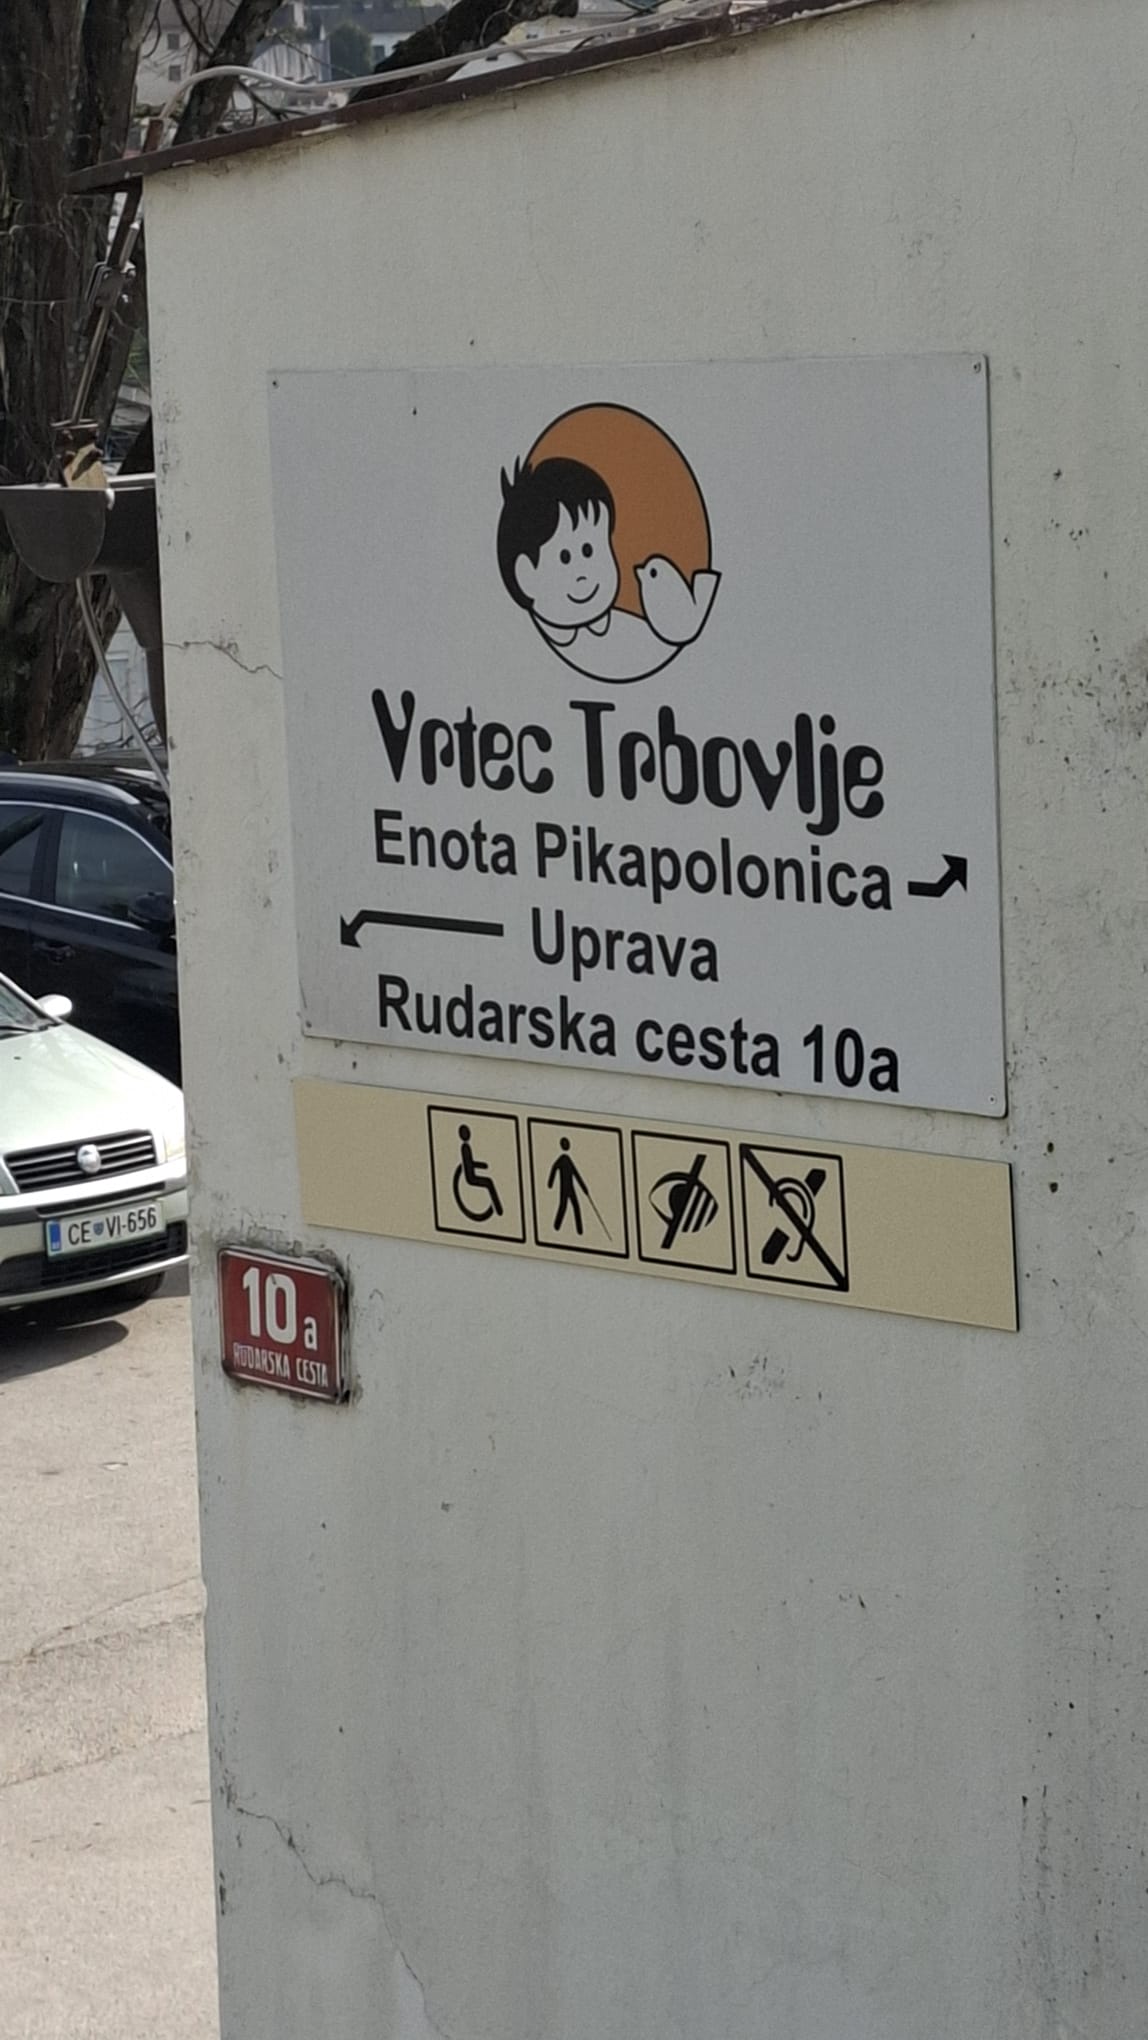 Vrtec Trbovlje
Enota Pikapolonica
Uprava
Rudarska cesta 10a
CE VI-656
10a
RUDARSKA CESTA